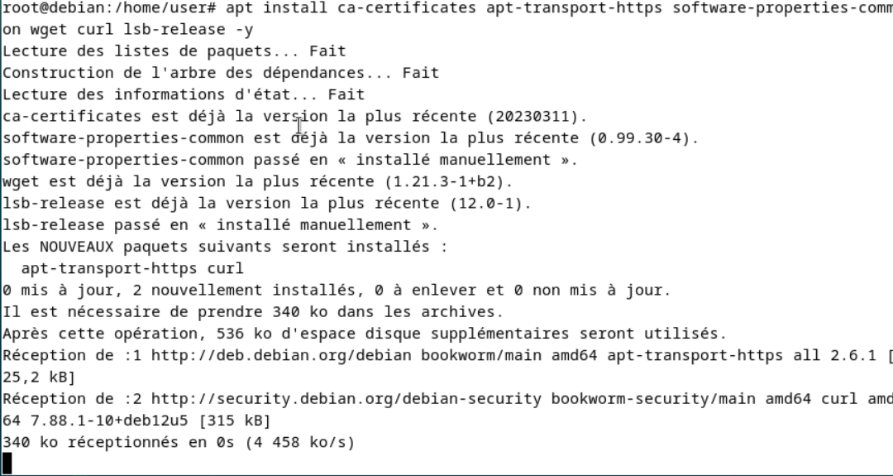 root@debian:/home/user# apt install ca-certificates apt-transport-https software-properties-comm
on wget curl lsb-release -y
Lecture des listes de paquets... Fait
Construction de l'arbre des dépendances... Fait
Lecture des informations d'état... Fait
ca-certificates est déjà la version la plus récente (20230311).
software-properties-common est déjà la version la plus récente (0.99.30-4).
software-properties-common passé en « installé manuellement ».
wget est déjà la version la plus récente (1.21.3-1+b2).
lsb-release est déjà la version la plus récente (12.0-1).
lsb-release passé en « installé manuellement ».
Les NOUVEAUX paquets suivants seront installés :
  apt-transport-https curl
0 mis à jour, 2 nouvellement installés, 0 à enlever et 0 non mis à jour.
Il est nécessaire de prendre 340 ko dans les archives.
Après cette opération, 536 ko d'espace disque supplémentaires seront utilisés.
Réception de :1 http://deb.debian.org/debian bookworm/main amd64 apt-transport-https all 2.6.1 [
25,2 kB]
Réception de :2 http://security.debian.org/debian-security bookworm-security/main amd64 curl amd
64 7.88.1-10+deb12u5 [315 kB]
340 ko réceptionnés en 0s (4 458 ko/s)